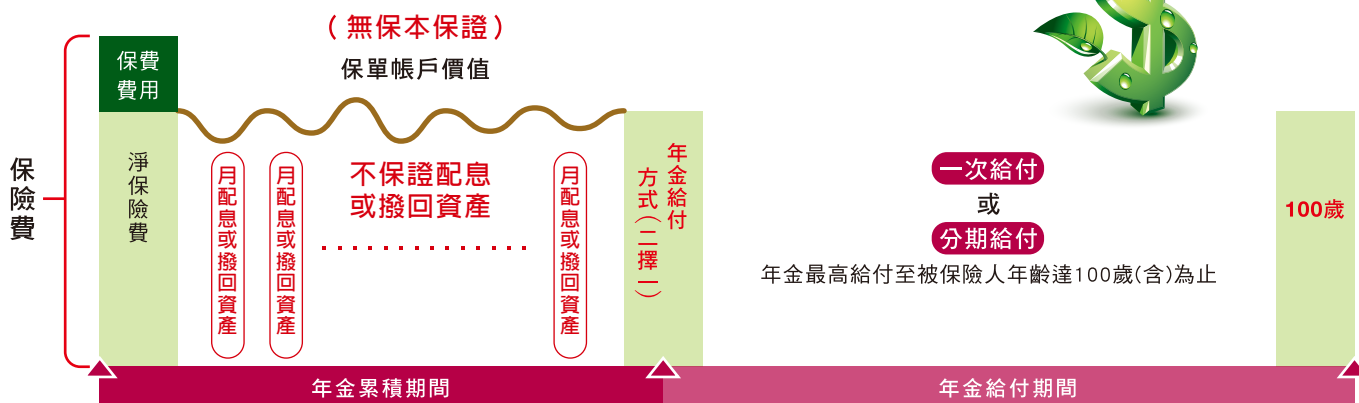 (無保本保證)
保單帳戶價值
保費
費用
保險費
淨保險費
月配息或撥回資產
月配息或撥回資產
不保證配息
或撥回資產
月配息或撥回資產
年金給付
方式(二擇一)
一次給付
或
分期給付
年金最高給付至被保險人年齡達100歲(含)為止
100歲
年金累積期間
年金給付期間